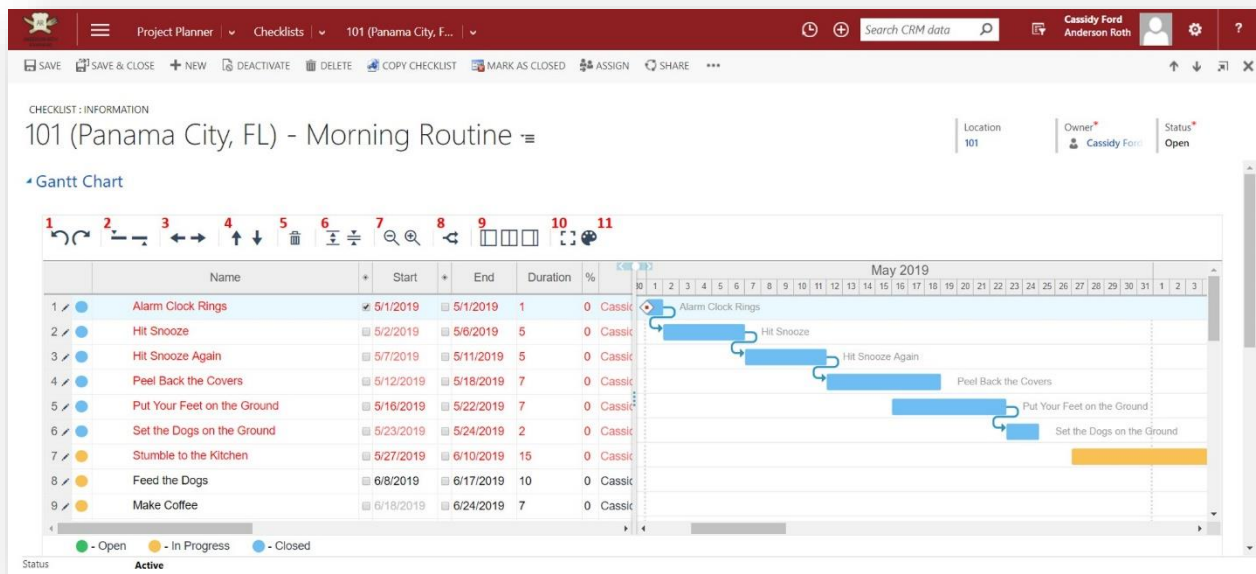 Project Planner Checklists 101 (Panama City, F... Search CRM data Cassidy Ford ?
Anderson Roth
SAVE SAVE & CLOSE NEW DEACTIVATE DELETE COPY CHECKLIST MARK AS CLOSED ASSIGN SHARE ...
CHECKLIST : INFORMATION
101 (Panama City, FL) - Morning Routine
Location Owner* Status*
101 Cassidy Ford Open
Gantt Chart
1 2 3 4 5 6 7 8 9 10 11
Name * Start * End Duration % May 2019
30 1 2 3 4 5 6 7 8 9 10 11 12 13 14 15 16 17 18 19 20 21 22 23 24 25 26 27 28 29 30 31 1 2 3
1 Alarm Clock Rings 5/1/2019 5/1/2019 1 0 Cassid Alarm Clock Rings
2 Hit Snooze 5/2/2019 5/6/2019 5 0 Cassid Hit Snooze
3 Hit Snooze Again 5/7/2019 5/11/2019 5 0 Cassid Hit Snooze Again
4 Peel Back the Covers 5/12/2019 5/18/2019 7 0 Cassid Peel Back the Covers
5 Put Your Feet on the Ground 5/16/2019 5/22/2019 7 0 Cassid Put Your Feet on the Ground
6 Set the Dogs on the Ground 5/23/2019 5/24/2019 2 0 Cassid Set the Dogs on the Ground
7 Stumble to the Kitchen 5/27/2019 6/10/2019 15 0 Cassid
8 Feed the Dogs 6/8/2019 6/17/2019 10 0 Cassid
9 Make Coffee 6/18/2019 6/24/2019 7 0 Cassid
- Open - In Progress - Closed
Status Active